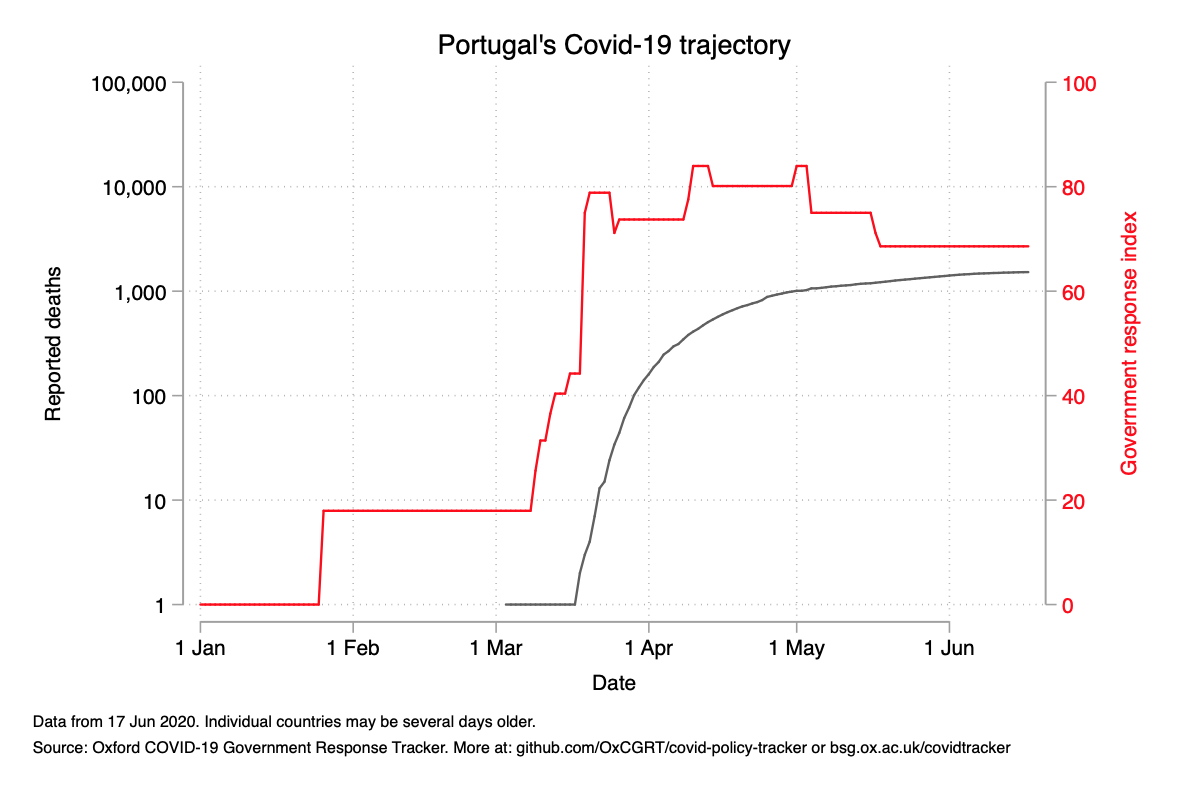 Portugal's Covid-19 trajectory
100,000
10,000
1,000
100
10
1
Reported deaths
100
80
60
40
20
0
Government response index
1 Jan
1 Feb
1 Mar
1 Apr
1 May
1 Jun
Date
Data from 17 Jun 2020. Individual countries may be several days older.
Source: Oxford COVID-19 Government Response Tracker. More at: github.com/OxCGRT/covid-policy-tracker or bsg.ox.ac.uk/covidtracker